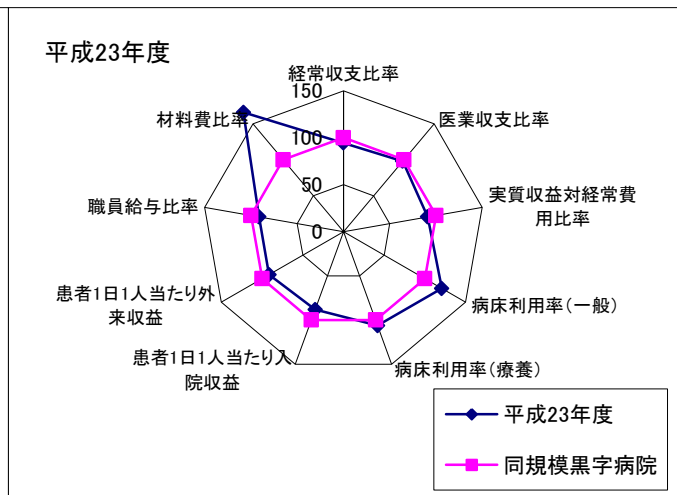 平成23年度
経常収支比率
150
100
50
0
医業収支比率
実質収益対経常費
用比率
病床利用率(一般)
病床利用率(療養)
患者1日1人当たり入
院収益
患者1日1人当たり外
来収益
職員給与比率
材料費比率
平成23年度
同規模黒字病院